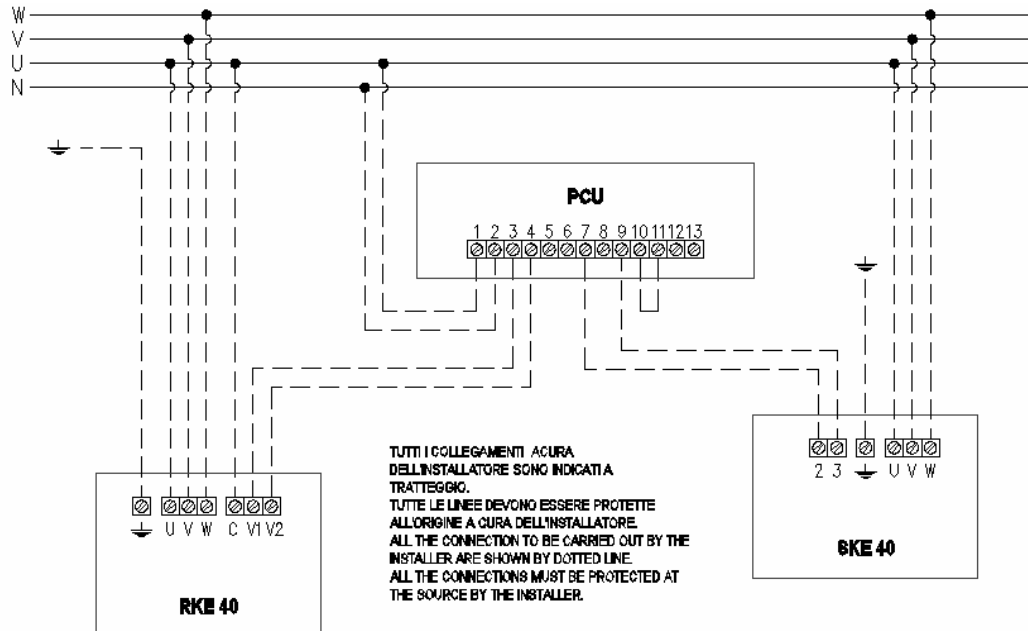 W
V
U
N
PCU
1 2 3 4 5 6 7 8 9 10 11 12 13
TUTTI I COLLEGAMENTI ACURA
DELL'INSTALLATORE SONO INDICATI A
TRATTEGGIO.
TUTTE LE LINEE DEVONO ESSERE PROTETTE
ALL'ORIGINE A CURA DELL'INSTALLATORE.
ALL THE CONNECTION TO BE CARRIED OUT BY THE
INSTALLER ARE SHOWN BY DOTTED LINE.
ALL THE CONNECTIONS MUST BE PROTECTED AT
THE SOURCE BY THE INSTALLER.
2 3 U V W
SKE 40
U V W C V1 V2
RKE 40